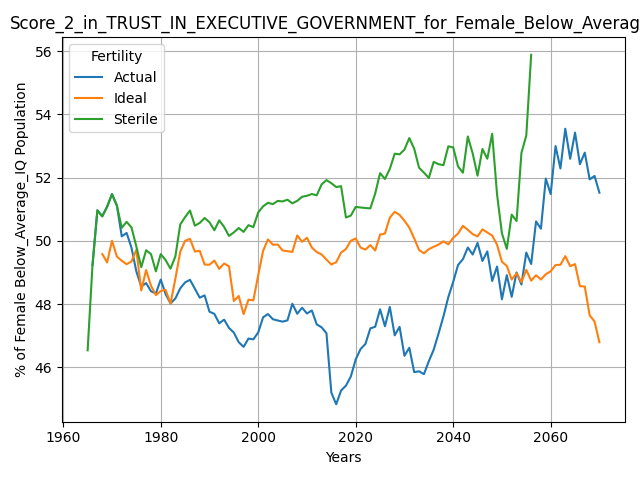 Score_2_in_TRUST_IN_EXECUTIVE_GOVERNMENT_for_Female_Below_Averag
Fertility
Actual
Ideal
Sterile
% of Female Below_Average_IQ Population
56
54
52
50
48
46
1960
1980
2000
2020
2040
2060
Years